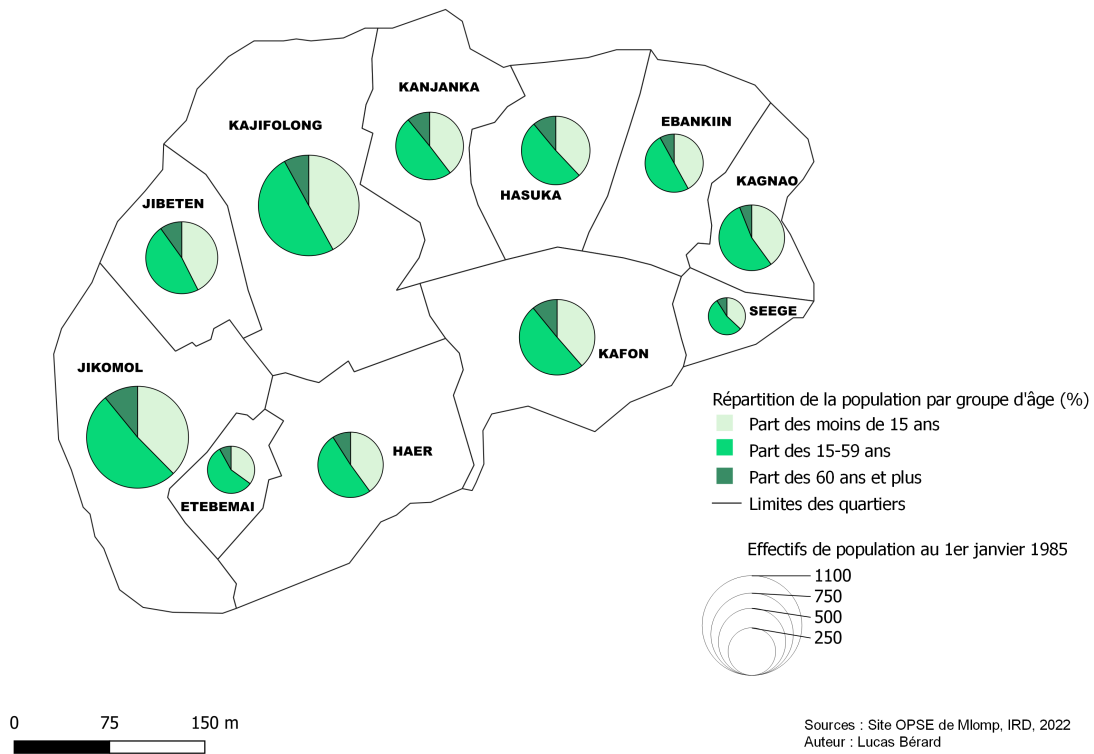 KANJANKA
KAJIFOLONG
EBANKIIN
KAGNAO
HASUKA
JIBETEN
SEEGE
KAFON
JIKOMOL
HAER
ETEBEMAI
Répartition de la population par groupe d'âge (%)
Part des moins de 15 ans
Part des 15-59 ans
Part des 60 ans et plus
Limites des quartiers
Effectifs de population au 1er janvier 1985
1100
750
500
250
0 75 150 m
Sources : Site OPSE de Mlomp, IRD, 2022
Auteur : Lucas Bérard